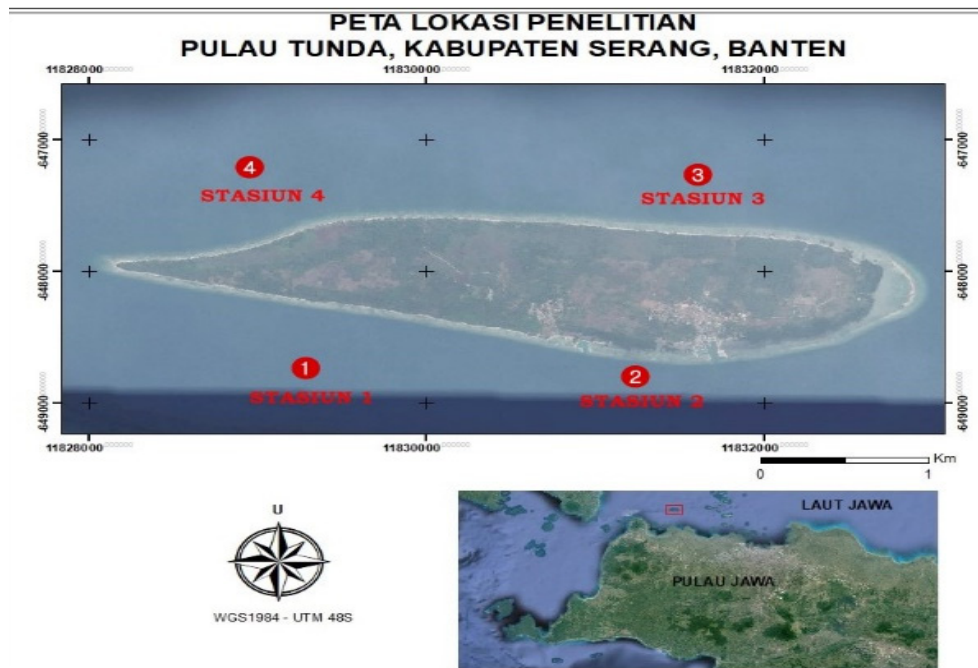 PETA LOKASI PENELITIAN
PULAU TUNDA, KABUPATEN SERANG, BANTEN
11828000 11830000 11832000
-647000 -647000
4 3
STASIUN 4 STASIUN 3
-648000 -648000
1 2
STASIUN 1 STASIUN 2
-649000 -649000
11828000 11830000 11832000
Km
0 1
U
WGS1984 - UTM 48S
LAUT JAWA
PULAU JAWA